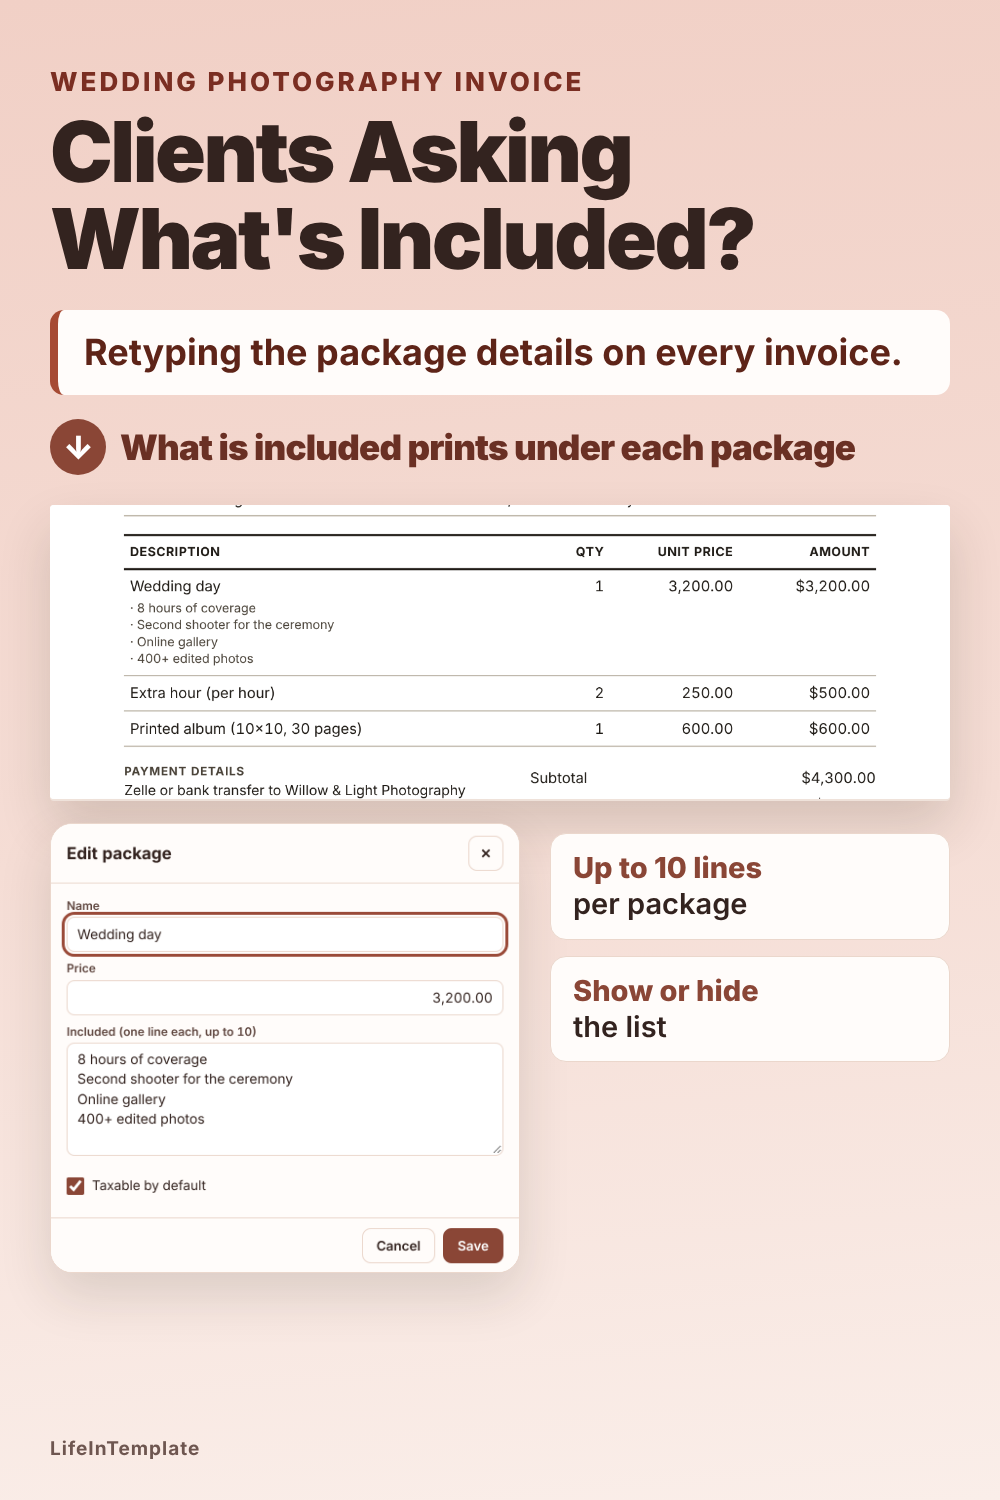 WEDDING PHOTOGRAPHY INVOICE
Clients Asking
What's Included?
Retyping the package details on every invoice.
What is included prints under each package
DESCRIPTION QTY UNIT PRICE AMOUNT
Wedding day 1 3,200.00 $3,200.00
· 8 hours of coverage
· Second shooter for the ceremony
· Online gallery
· 400+ edited photos
Extra hour (per hour) 2 250.00 $500.00
Printed album (10×10, 30 pages) 1 600.00 $600.00
PAYMENT DETAILS
Subtotal $4,300.00
Zelle or bank transfer to Willow & Light Photography
Edit package
Name
Wedding day
Price
3,200.00
Included (one line each, up to 10)
8 hours of coverage
Second shooter for the ceremony
Online gallery
400+ edited photos
Taxable by default
Cancel Save
Up to 10 lines
per package
Show or hide
the list
LifeInTemplate